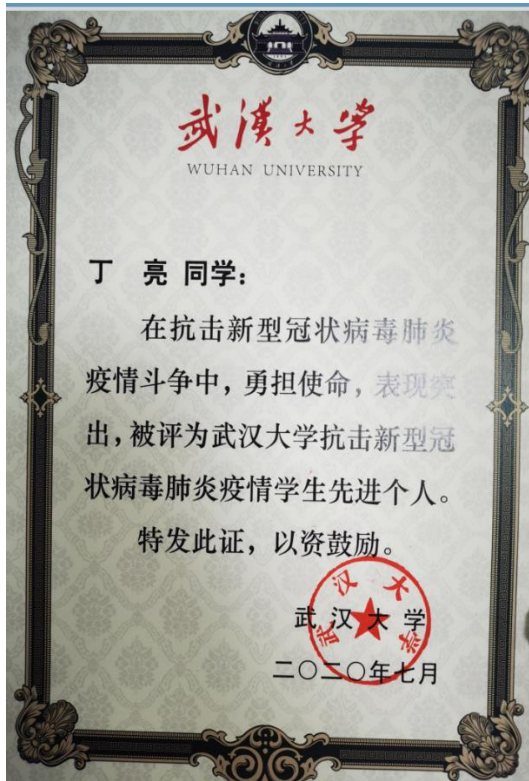 武漢大学
WUHAN UNIVERSITY
丁 亮 同学：
在抗击新型冠状病毒肺炎
疫情斗争中，勇担使命，表现突
出，被评为武汉大学抗击新型冠
状病毒肺炎疫情学生先进个人。
特发此证，以资鼓励。
武汉大学
武汉大学
二〇二〇年七月